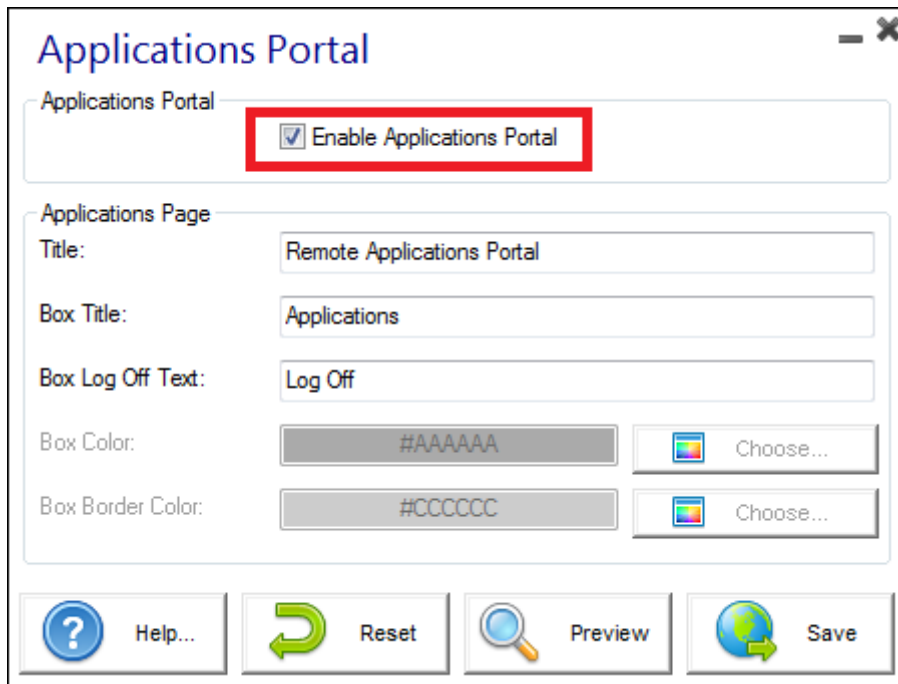 Applications Portal
Applications Portal
Enable Applications Portal
Applications Page
Title: Remote Applications Portal
Box Title: Applications
Box Log Off Text: Log Off
Box Color: #AAAAAA Choose...
Box Border Color: #CCCCCC Choose...
? Help... Reset Preview Save